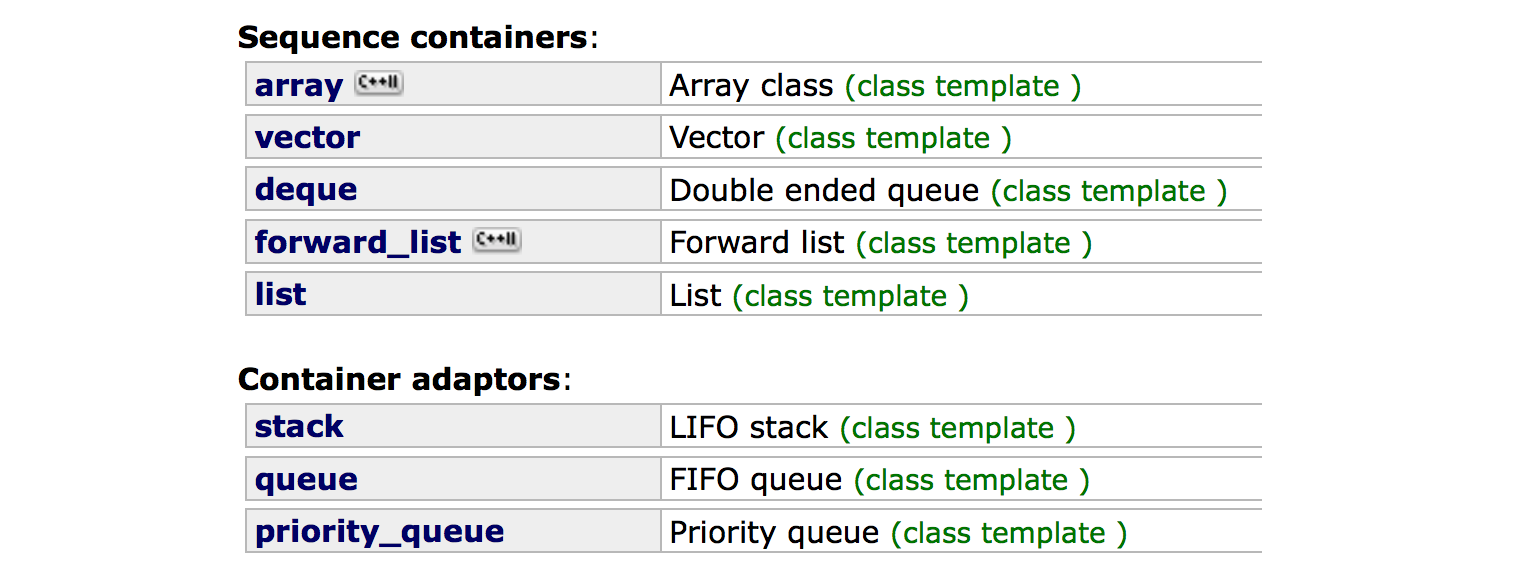 Sequence containers:
array C++11 Array class (class template )
vector Vector (class template )
deque Double ended queue (class template )
forward_list C++11 Forward list (class template )
list List (class template )
Container adaptors:
stack LIFO stack (class template )
queue FIFO queue (class template )
priority_queue Priority queue (class template )